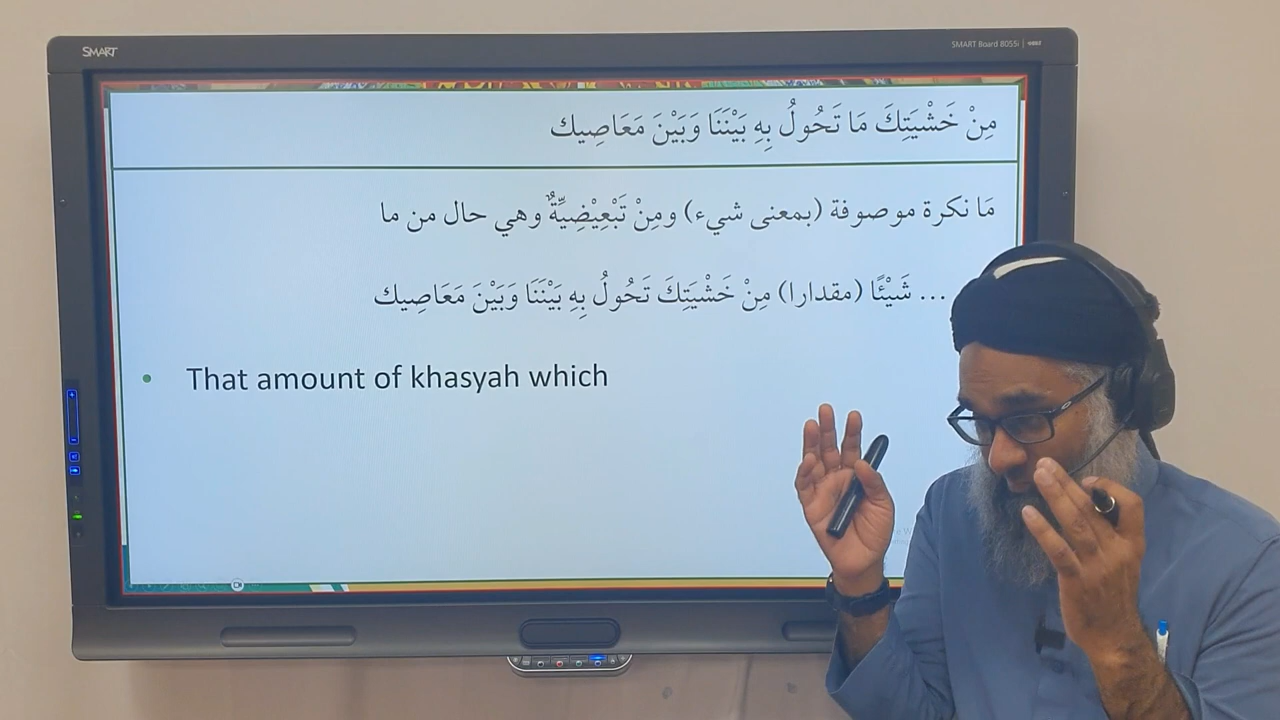 SMART
SMART Board 8055i
مِنْ خَشْيَتِكَ مَا تَحُولُ بِهِ بَيْنَنَا وَبَيْنَ مَعَاصِيك
مَا نكرة موصوفة (بمعنى شيء) ومِنْ تَبْعِيْضِيّةٌ وهي حال من ما
... شَيْئًا (مقدارا) مِنْ خَشْيَتِكَ تَحُولُ بِهِ بَيْنَنَا وَبَيْنَ مَعَاصِيك
• That amount of khasyah which